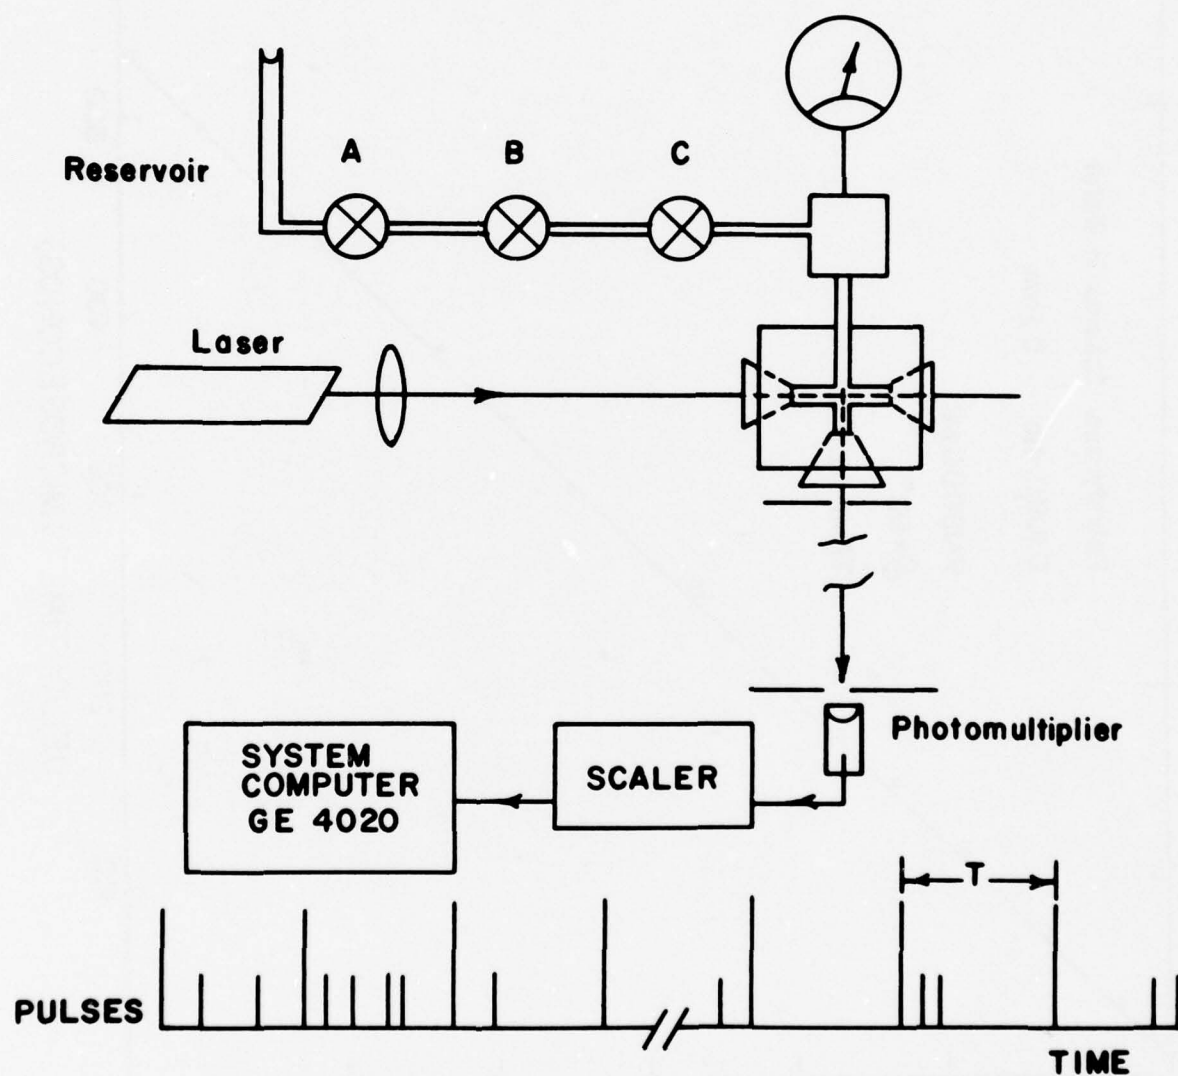 A
B
C
Reservoir
Laser
Photomultiplier
SYSTEM
COMPUTER
GE 4020
SCALER
T
PULSES
TIME